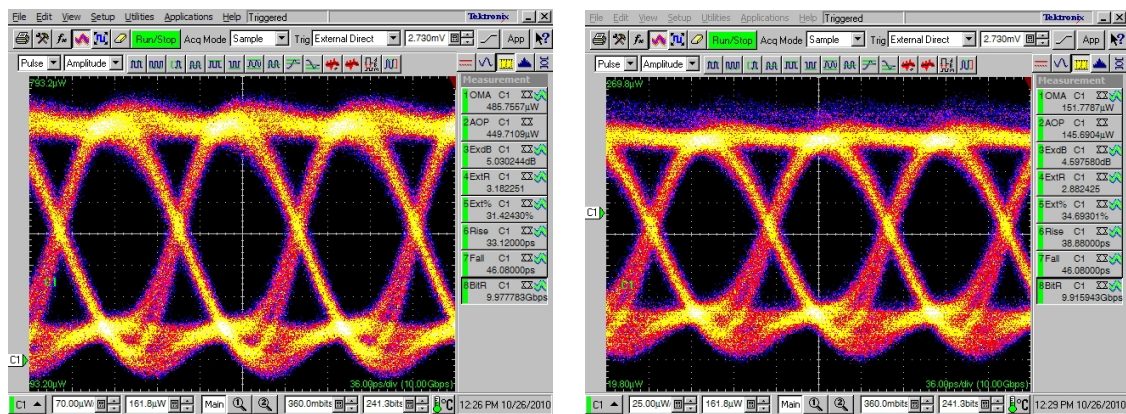 File Edit View Setup Utilities Applications Help Triggered Tektronix
Run/Stop Acq Mode Sample Trig External Direct 2.730mV App
Pulse Amplitude
793.2µW
Measurement
1 OMA C1
485.7557µW
2 AOP C1
449.7109µW
3 ExdB C1
5.030244dB
4 ExtR C1
3.182251
5 Ext% C1
31.42430%
6 Rise C1
33.12000ps
7 Fall C1
46.08000ps
8 BitR C1
9.977783Gbps
C1
C1
93.20µW 36.00ps/div (10.00Gbps)
C1 70.00µW/ 161.8µW Main 1 2 360.0mbits 241.3bits °C 12:26 PM 10/26/2010
File Edit View Setup Utilities Applications Help Triggered Tektronix
Run/Stop Acq Mode Sample Trig External Direct 2.730mV App
Pulse Amplitude
269.8µW
Measurement
1 OMA C1
151.7787µW
2 AOP C1
145.6904µW
3 ExdB C1
4.597580dB
4 ExtR C1
2.882425
5 Ext% C1
34.69301%
6 Rise C1
38.88000ps
7 Fall C1
46.08000ps
8 BitR C1
9.915943Gbps
C1
C1
19.80µW 36.00ps/div (10.00Gbps)
C1 25.00µW/ 161.8µW Main 1 2 360.0mbits 241.3bits °C 12:29 PM 10/26/2010